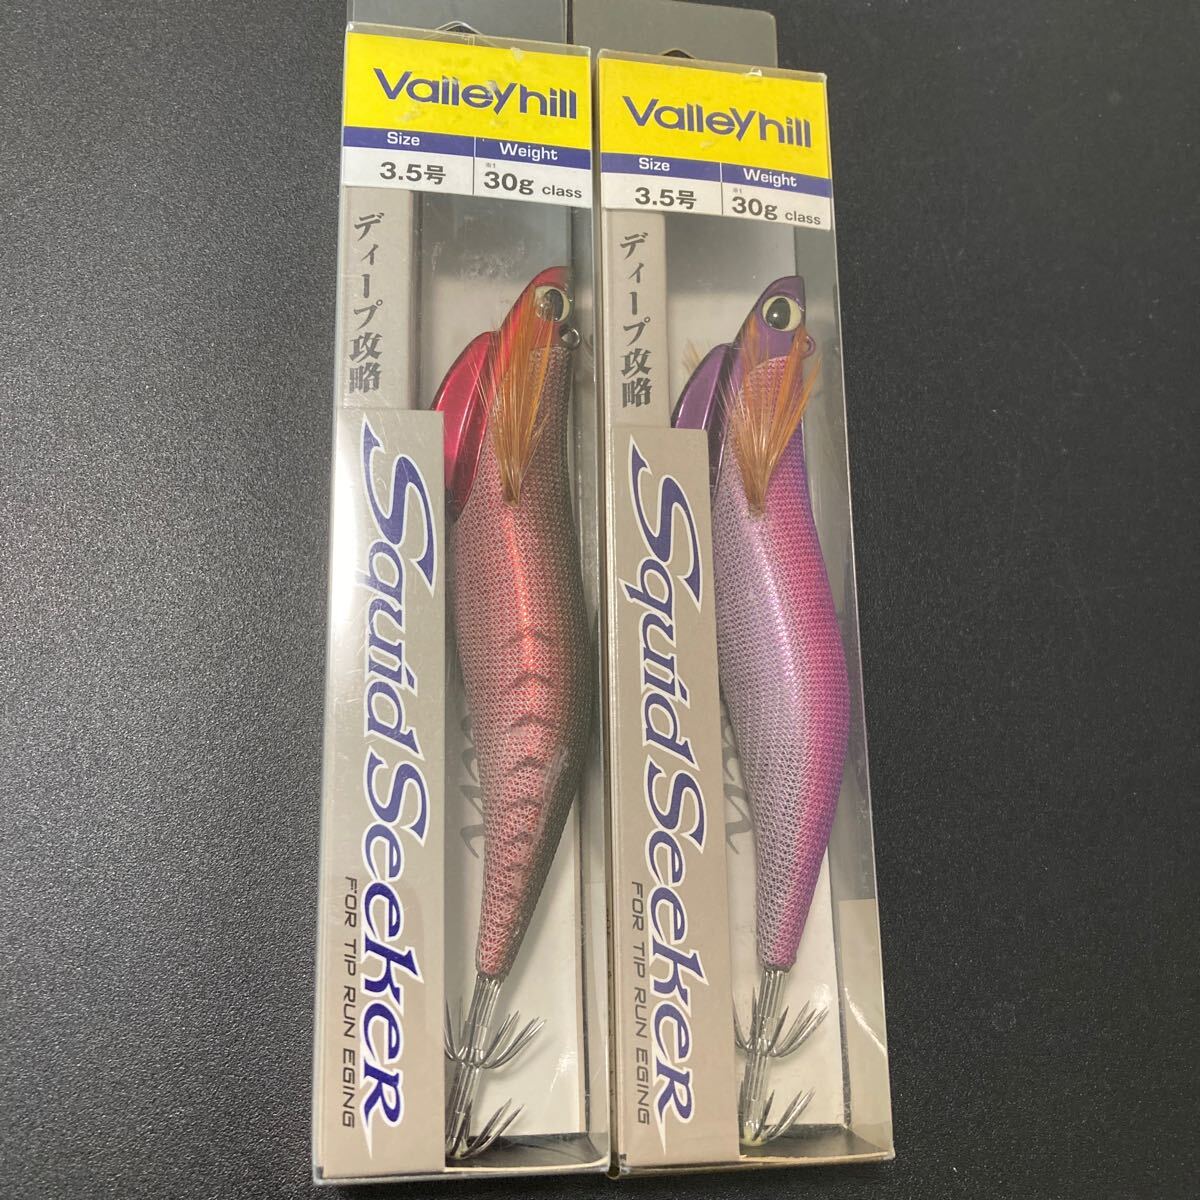 Valleyhill
Size
Weight
3.5号
※1
30g class
ディープ攻略
Squid Seeker
FOR TIP RUN EGING
Valleyhill
Size
Weight
3.5号
※1
30g class
ディープ攻略
Squid Seeker
FOR TIP RUN EGING